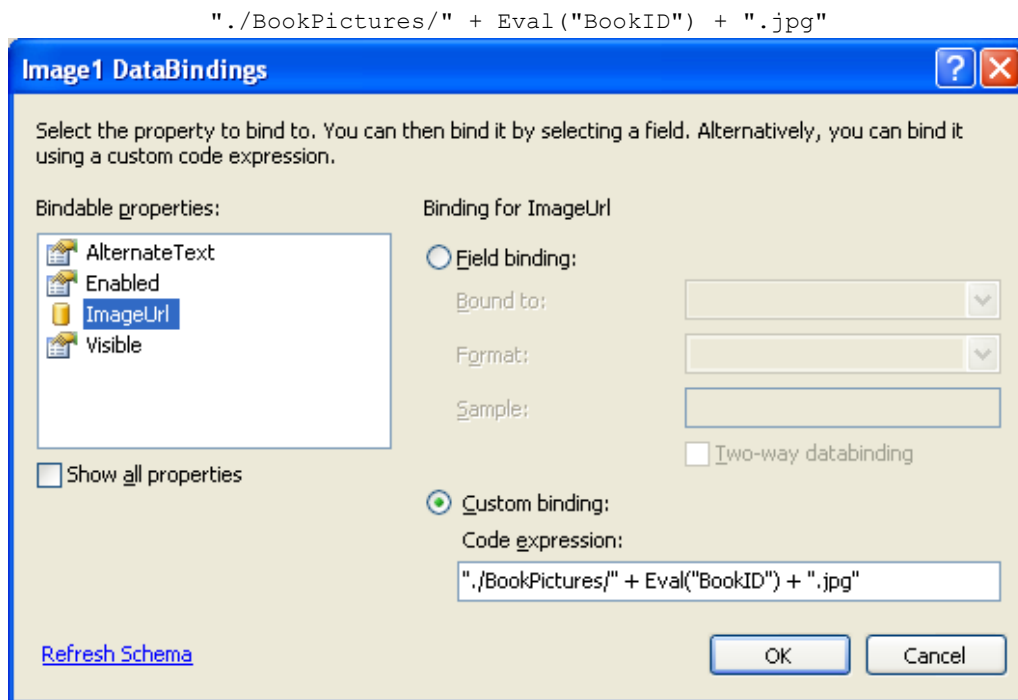 "./BookPictures/" + Eval("BookID") + ".jpg"
Image1 DataBindings
Select the property to bind to. You can then bind it by selecting a field. Alternatively, you can bind it
using a custom code expression.
Bindable properties:
AlternateText
Enabled
ImageUrl
Visible
Show all properties
Binding for ImageUrl
Field binding:
Bound to:
Format:
Sample:
Two-way databinding
Custom binding:
Code expression:
"./BookPictures/" + Eval("BookID") + ".jpg"
Refresh Schema
OK
Cancel